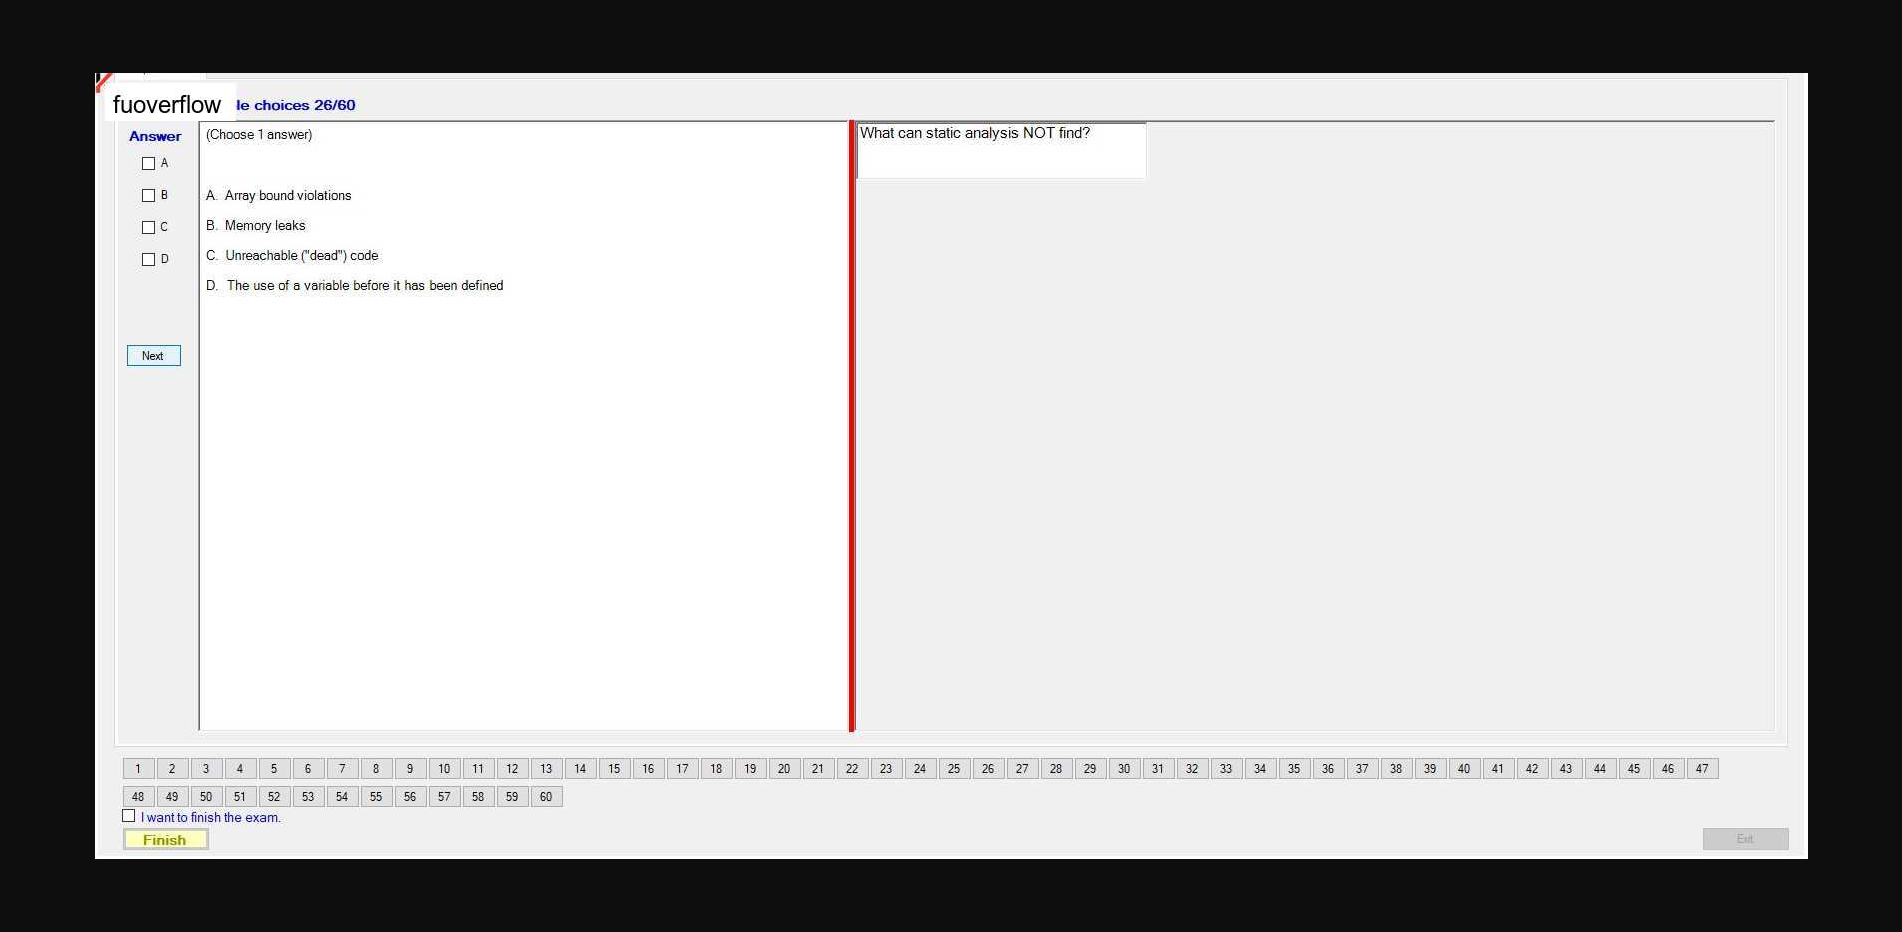 fuoverflow
le choices 26/60
Answer
(Choose 1 answer)
What can static analysis NOT find?
A
B
C
D
A. Array bound violations
B. Memory leaks
C. Unreachable ("dead") code
D. The use of a variable before it has been defined
Next
1 2 3 4 5 6 7 8 9 10 11 12 13 14 15 16 17 18 19 20 21 22 23 24 25 26 27 28 29 30 31 32 33 34 35 36 37 38 39 40 41 42 43 44 45 46 47
48 49 50 51 52 53 54 55 56 57 58 59 60
I want to finish the exam.
Finish
Exit